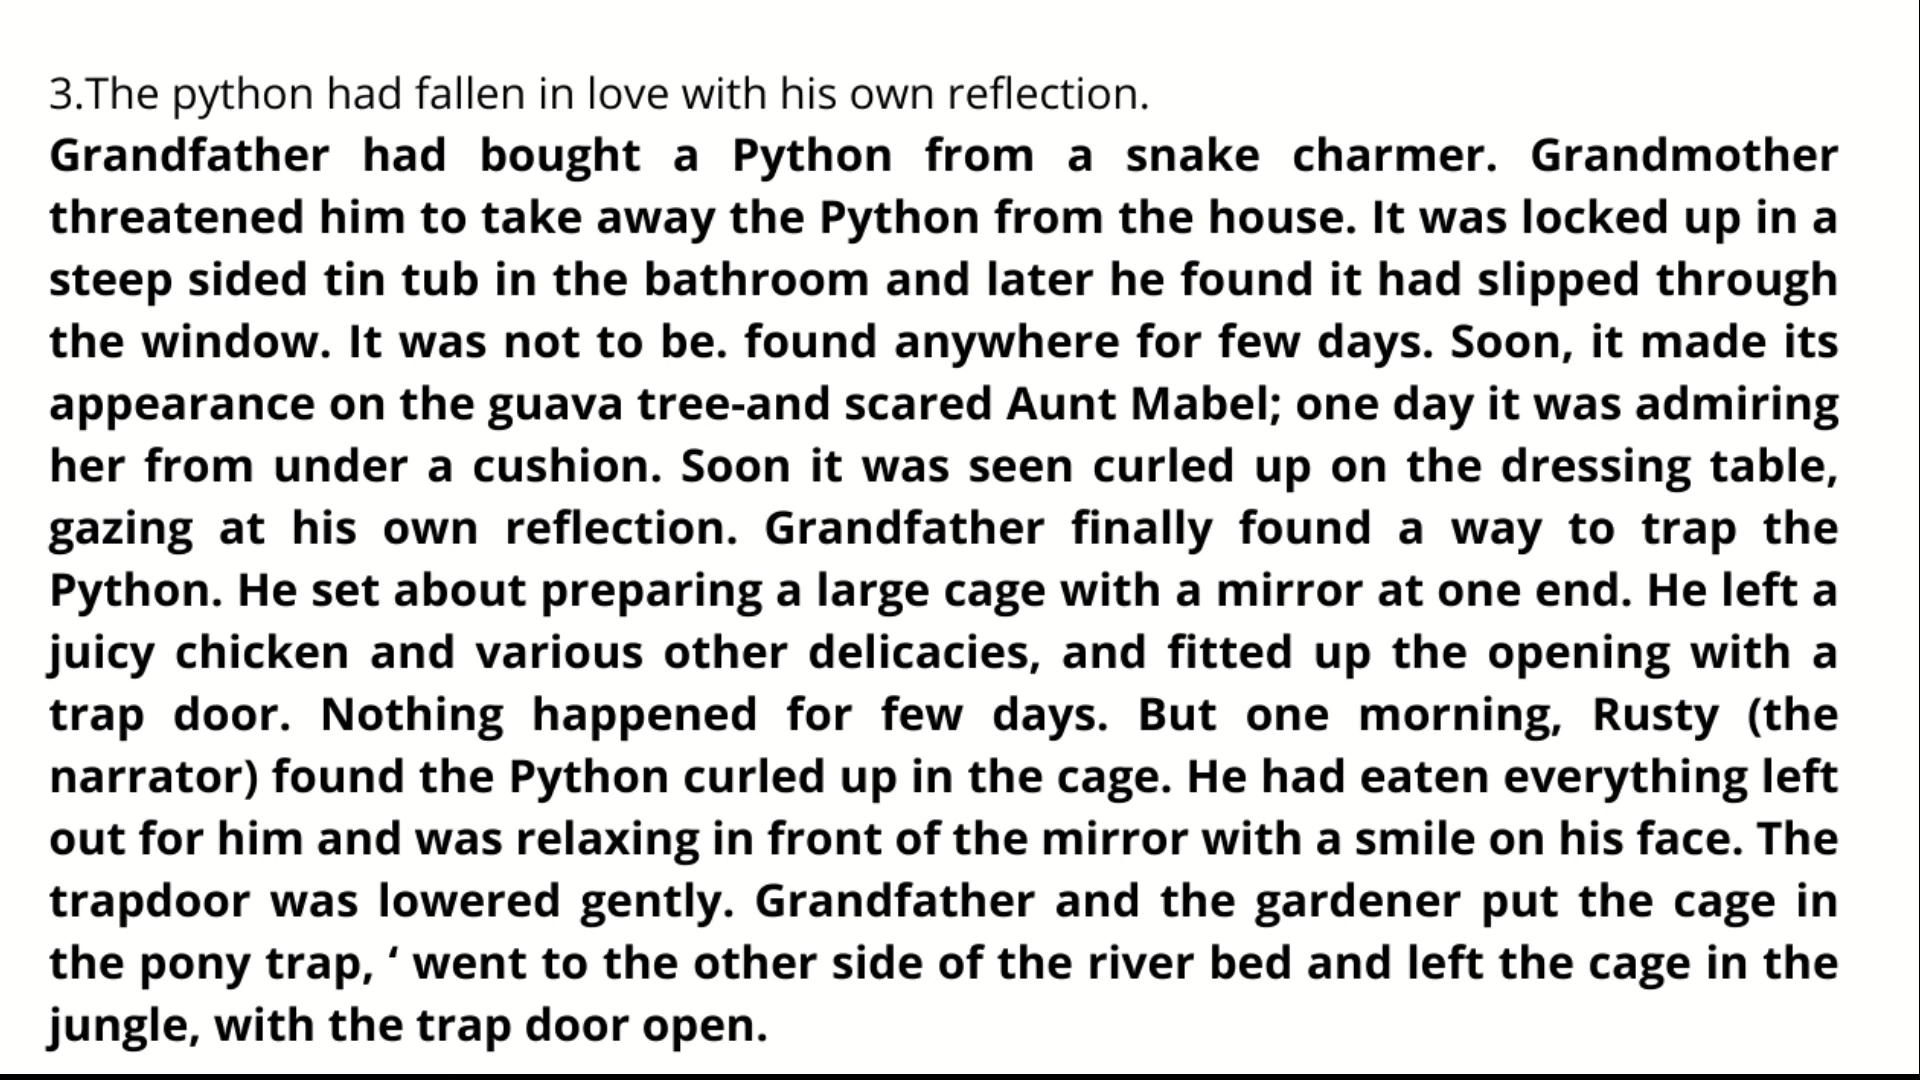 3.The python had fallen in love with his own reflection.
Grandfather had bought a Python from a snake charmer. Grandmother
threatened him to take away the Python from the house. It was locked up in a
steep sided tin tub in the bathroom and later he found it had slipped through
the window. It was not to be. found anywhere for few days. Soon, it made its
appearance on the guava tree-and scared Aunt Mabel; one day it was admiring
her from under a cushion. Soon it was seen curled up on the dressing table,
gazing at his own reflection. Grandfather finally found a way to trap the
Python. He set about preparing a large cage with a mirror at one end. He left a
juicy chicken and various other delicacies, and fitted up the opening with a
trap door. Nothing happened for few days. But one morning, Rusty (the
narrator) found the Python curled up in the cage. He had eaten everything left
out for him and was relaxing in front of the mirror with a smile on his face. The
trapdoor was lowered gently. Grandfather and the gardener put the cage in
the pony trap, ‘ went to the other side of the river bed and left the cage in the
jungle, with the trap door open.